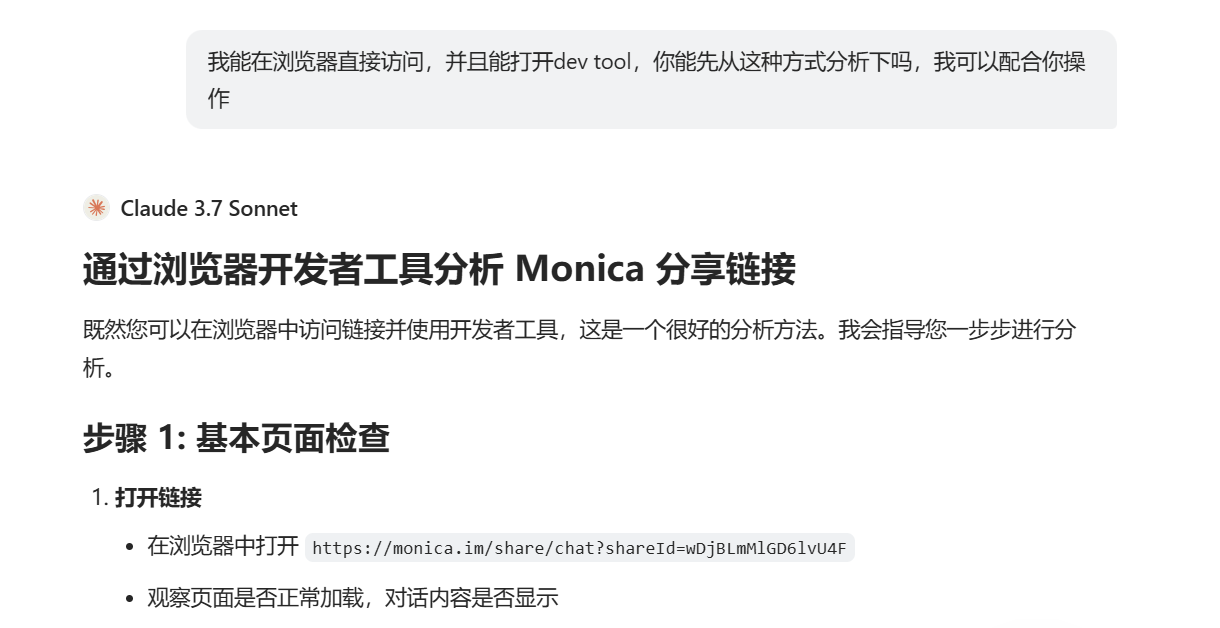 我能在浏览器直接访问，并且能打开dev tool，你能先从这种方式分析下吗，我可以配合你操
作
Claude 3.7 Sonnet
通过浏览器开发者工具分析 Monica 分享链接
既然您可以在浏览器中访问链接并使用开发者工具，这是一个很好的分析方法。我会指导您一步步进行分
析。
步骤 1: 基本页面检查
1. 打开链接
• 在浏览器中打开 https://monica.im/share/chat?shareId=wDjBLmMlGD6lvU4F
• 观察页面是否正常加载，对话内容是否显示